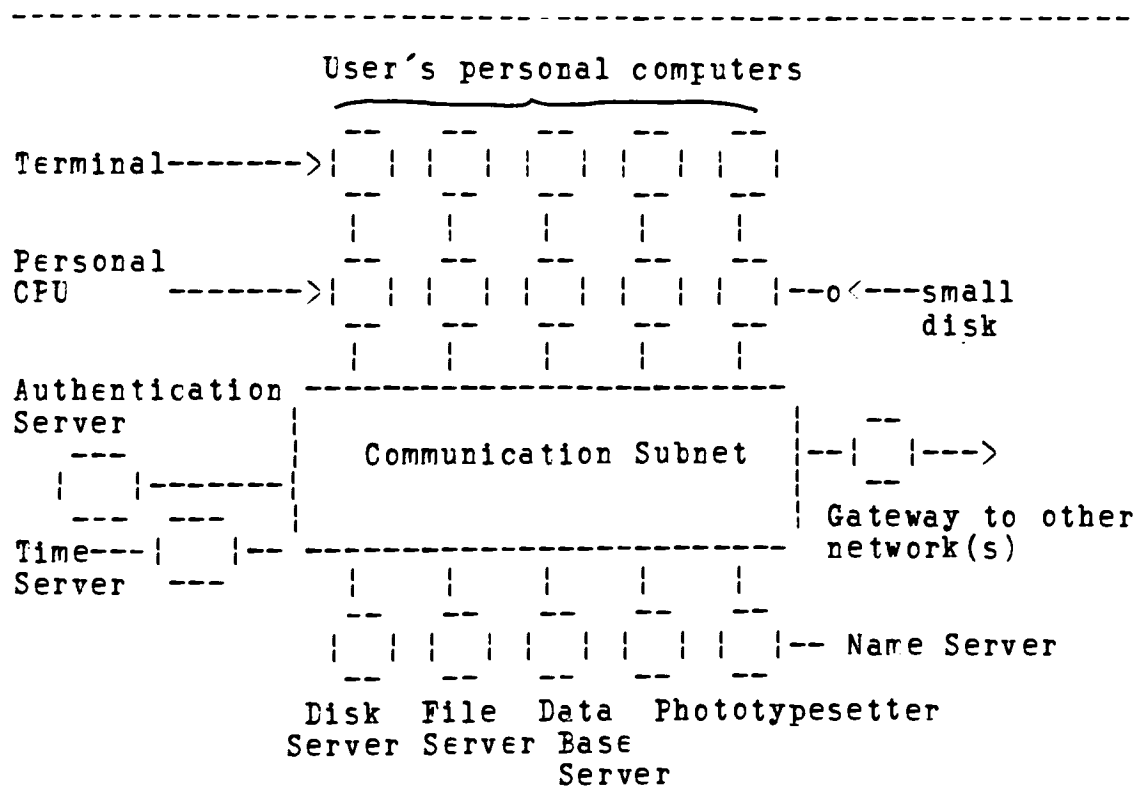 User's personal computers
Terminal------->
Personal
CPU ------->
--o<---small
disk
Authentication
Server
Communication Subnet
Gateway to other
network(s)
Time---
Server
-- Name Server
Disk File Data Phototypesetter
Server Server Base
Server